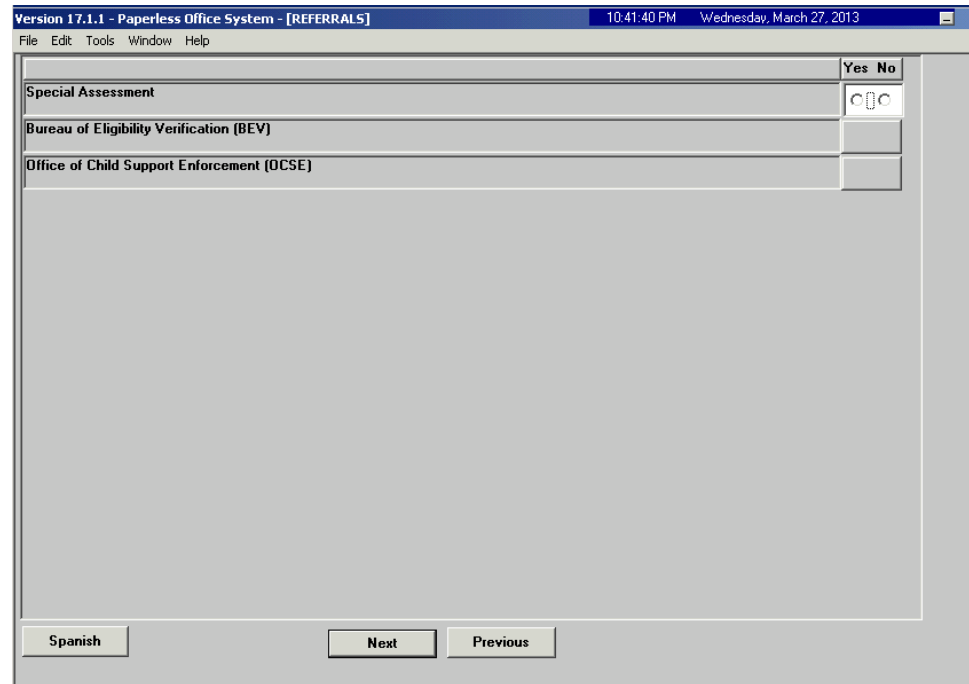 Version 17.1.1 - Paperless Office System - [REFERRALS] 10:41:40 PM Wednesday, March 27, 2013
File Edit Tools Window Help
Yes No
Special Assessment
Bureau of Eligibility Verification (BEV)
Office of Child Support Enforcement (OCSE)
Spanish Next Previous